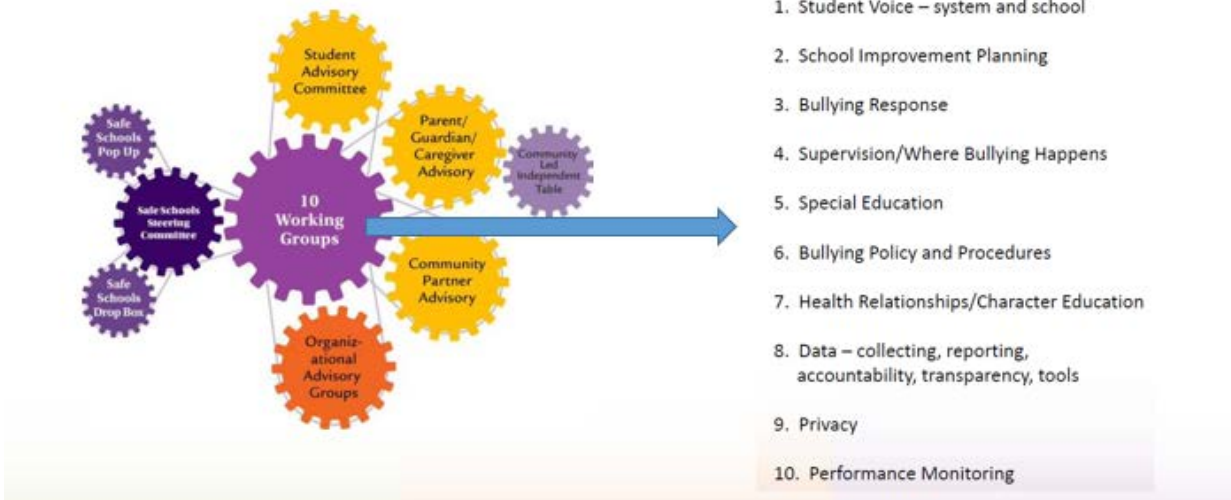 Student
Advisory
Committee
Parent/
Guardian/
Caregiver
Advisory
Safe
Schools
Pop Up
Community
Led
Independent
Table
Safe Schools
Steering
Committee
10
Working
Groups
Safe
Schools
Drop Box
Community
Partner
Advisory
Organiz-
ational
Advisory
Groups
1. Student Voice – system and school
2. School Improvement Planning
3. Bullying Response
4. Supervision/Where Bullying Happens
5. Special Education
6. Bullying Policy and Procedures
7. Health Relationships/Character Education
8. Data – collecting, reporting,
accountability, transparency, tools
9. Privacy
10. Performance Monitoring